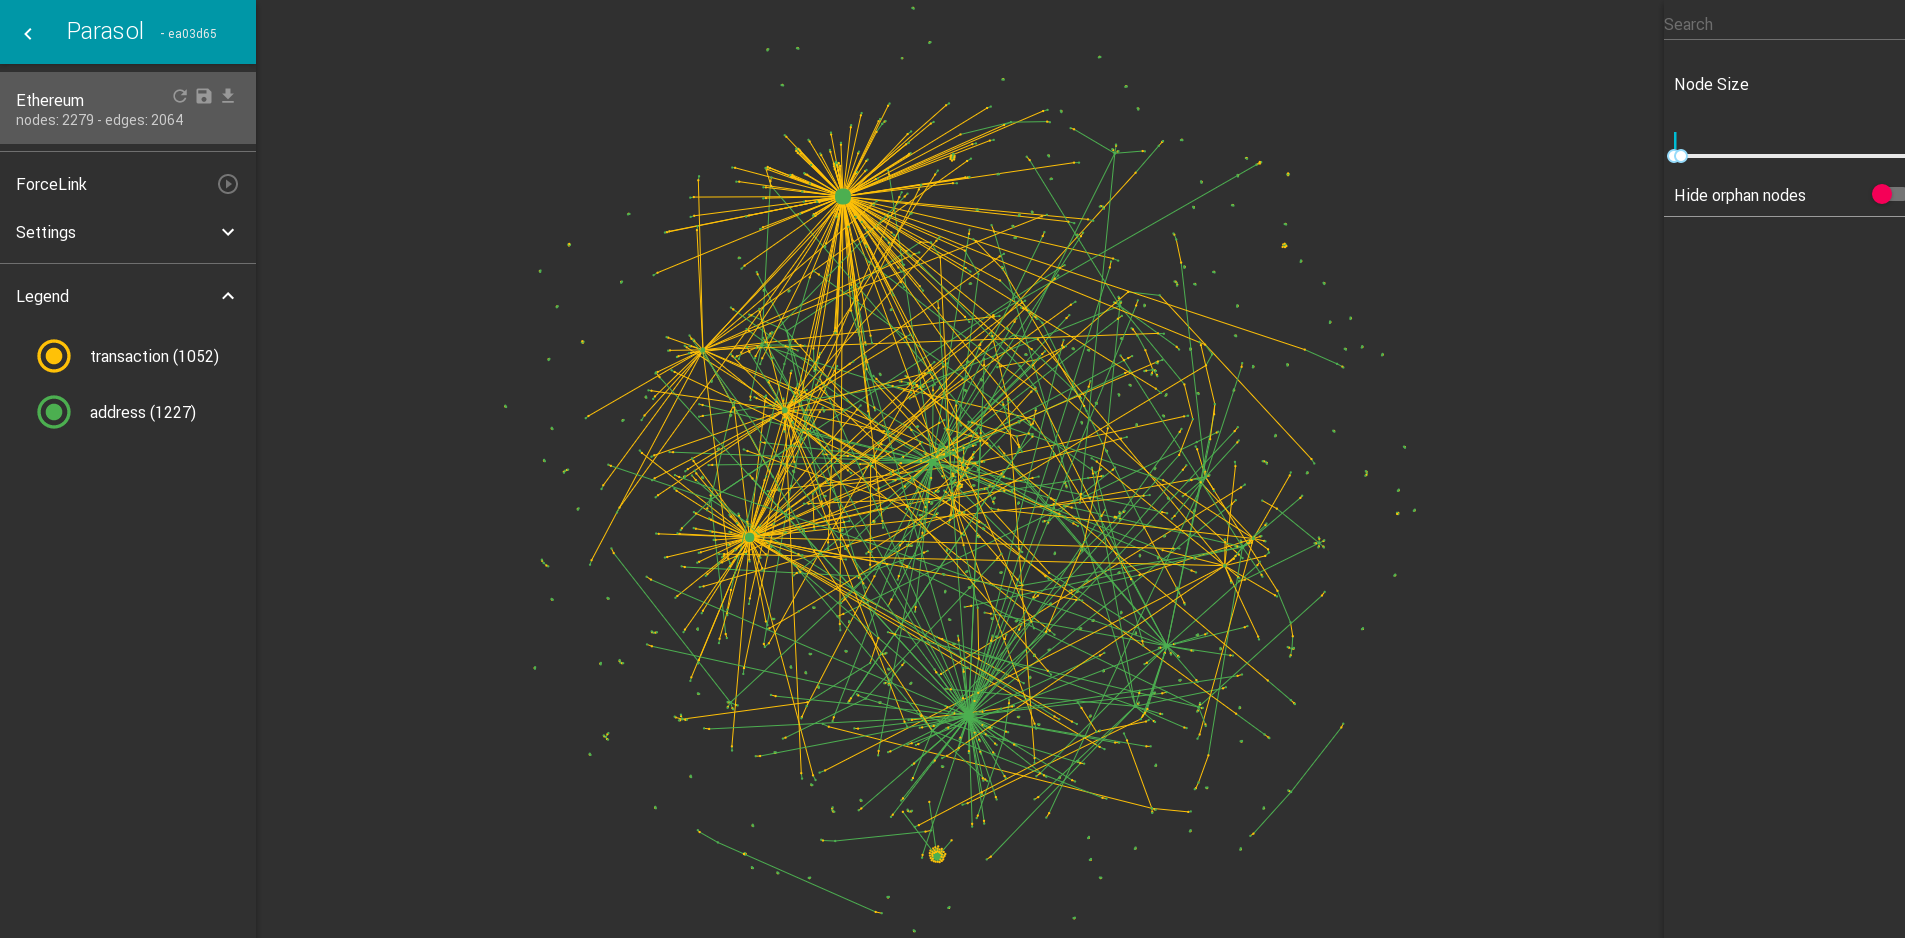 Parasol - ea03d65
Ethereum
nodes: 2279 - edges: 2064
ForceLink
Settings
Legend
transaction (1052)
address (1227)
Search
Node Size
Hide orphan nodes